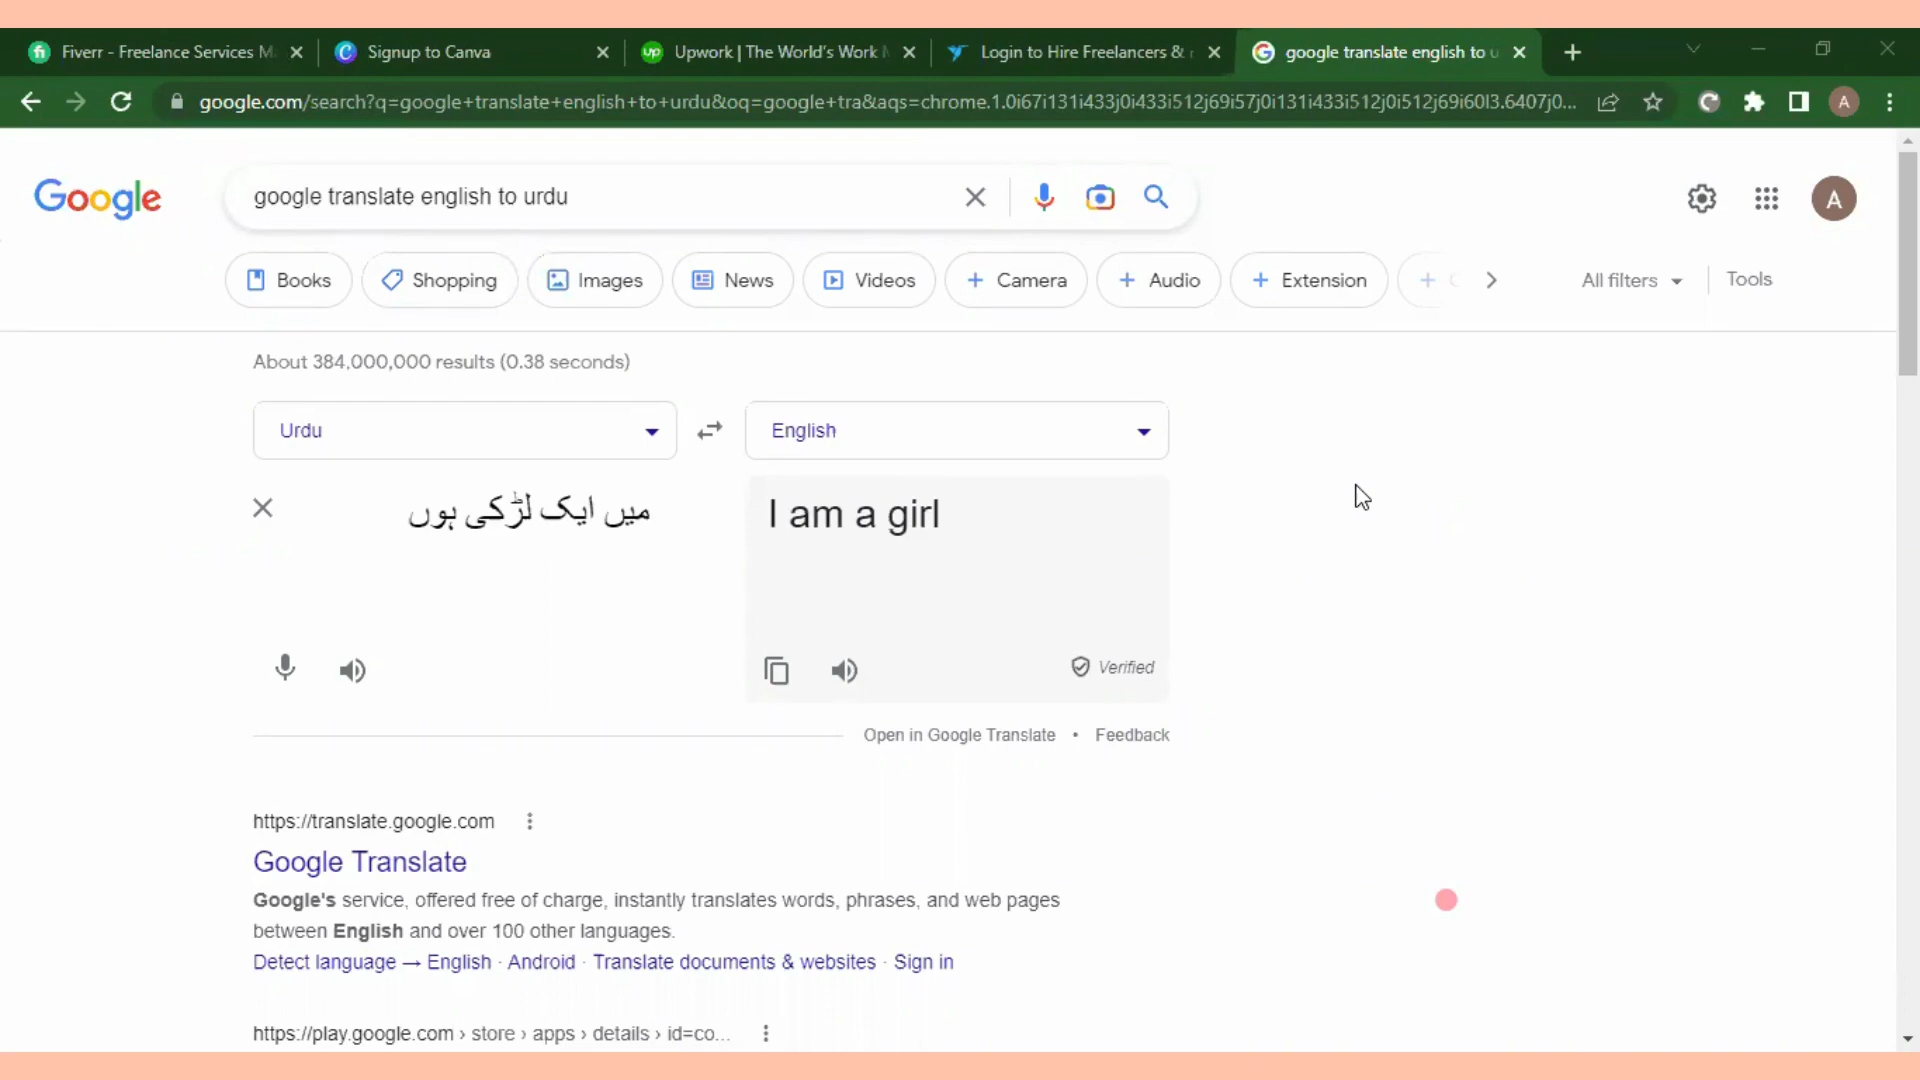 Fiverr - Freelance Services M
Signup to Canva
up Upwork | The World's Work
Login to Hire Freelancers &
google translate english to u
google.com/search?q=google+translate+english+to+urdu&oq=google+tra&aqs=chrome.1.0i67i131i433j0i433i512j69i57j0i131i433i512j0i512j69i60l3.6407j0...
A
Google
google translate english to urdu
A
Books
Shopping
Images
News
Videos
+ Camera
+ Audio
+ Extension
All filters
Tools
About 384,000,000 results (0.38 seconds)
Urdu
English
میں ایک لڑکی ہوں
I am a girl
Verified
Open in Google Translate • Feedback
https://translate.google.com
Google Translate
Google's service, offered free of charge, instantly translates words, phrases, and web pages
between English and over 100 other languages.
Detect language → English · Android · Translate documents & websites · Sign in
https://play.google.com › store › apps › details › id=co...